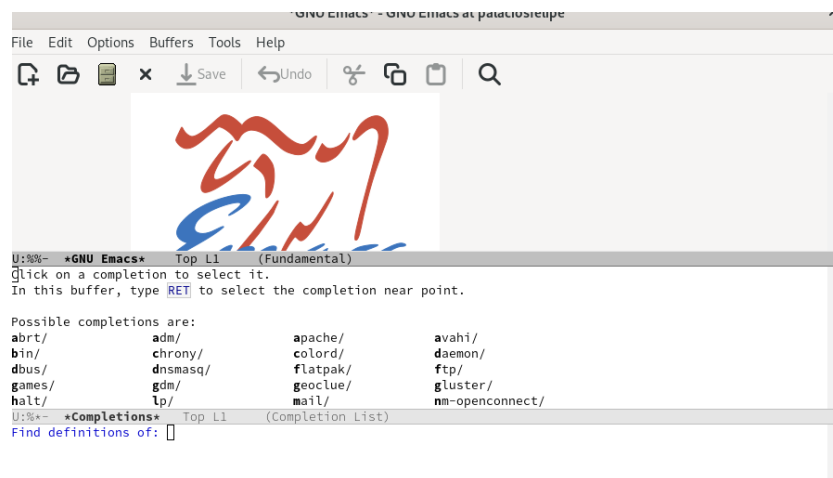 *GNU Emacs* - GNU Emacs at palaciosfelipe
File Edit Options Buffers Tools Help
Save Undo
Emacs
U:%%- *GNU Emacs* Top L1 (Fundamental)
Click on a completion to select it.
In this buffer, type RET to select the completion near point.
Possible completions are:
abrt/ adm/ apache/ avahi/
bin/ chrony/ colord/ daemon/
dbus/ dnsmasq/ flatpak/ ftp/
games/ gdm/ geoclue/ gluster/
halt/ lp/ mail/ nm-openconnect/
U:%*- *Completions* Top L1 (Completion List)
Find definitions of: